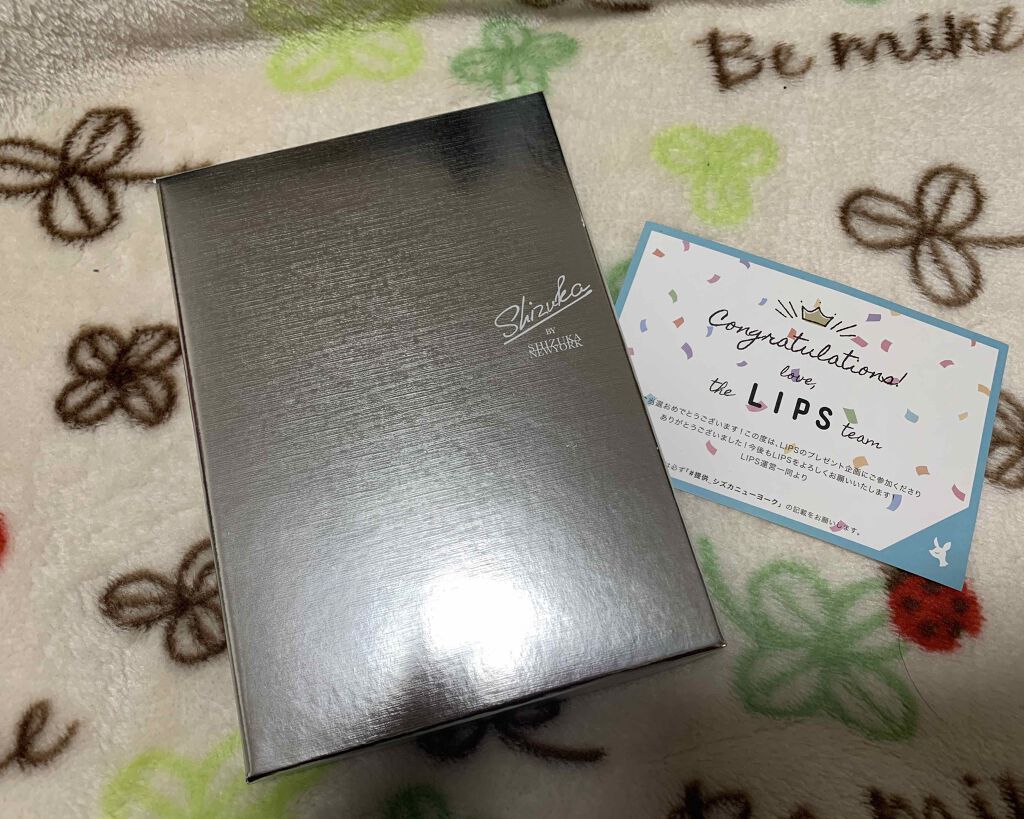 Be mine
Shizuka
BY
SHIZUKA
NEWYORK
Congratulations!
love,
the LIPS team
当選おめでとうございます!この度は、LIPSのプレゼント企画にご参加くださり
ありがとうございました!今後もLIPSをよろしくお願いいたします!
LIPS運営一同より
必ず「#提供_シズカニューヨーク」の記載をお願いします。